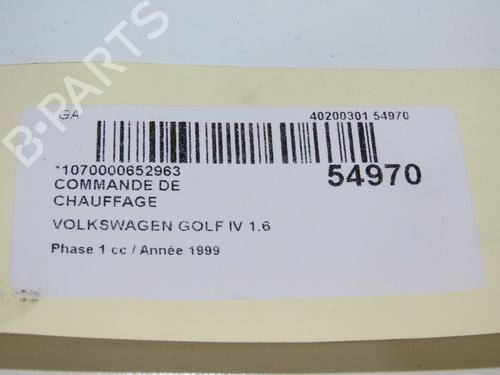 GA
40200301 54970
*1070000652963
54970
COMMANDE DE
CHAUFFAGE
VOLKSWAGEN GOLF IV 1.6
Phase 1 cc / Année 1999
B-PARTS